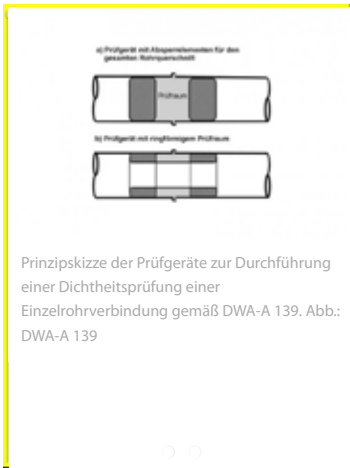 a) Prüfgerät mit Absperrelementen für den
gesamten Rohrquerschnitt
Prüfraum
b) Prüfgerät mit ringförmigem Prüfraum
Prinzipskizze der Prüfgeräte zur Durchführung
einer Dichtheitsprüfung einer
Einzelrohrverbindung gemäß DWA-A 139. Abb.:
DWA-A 139